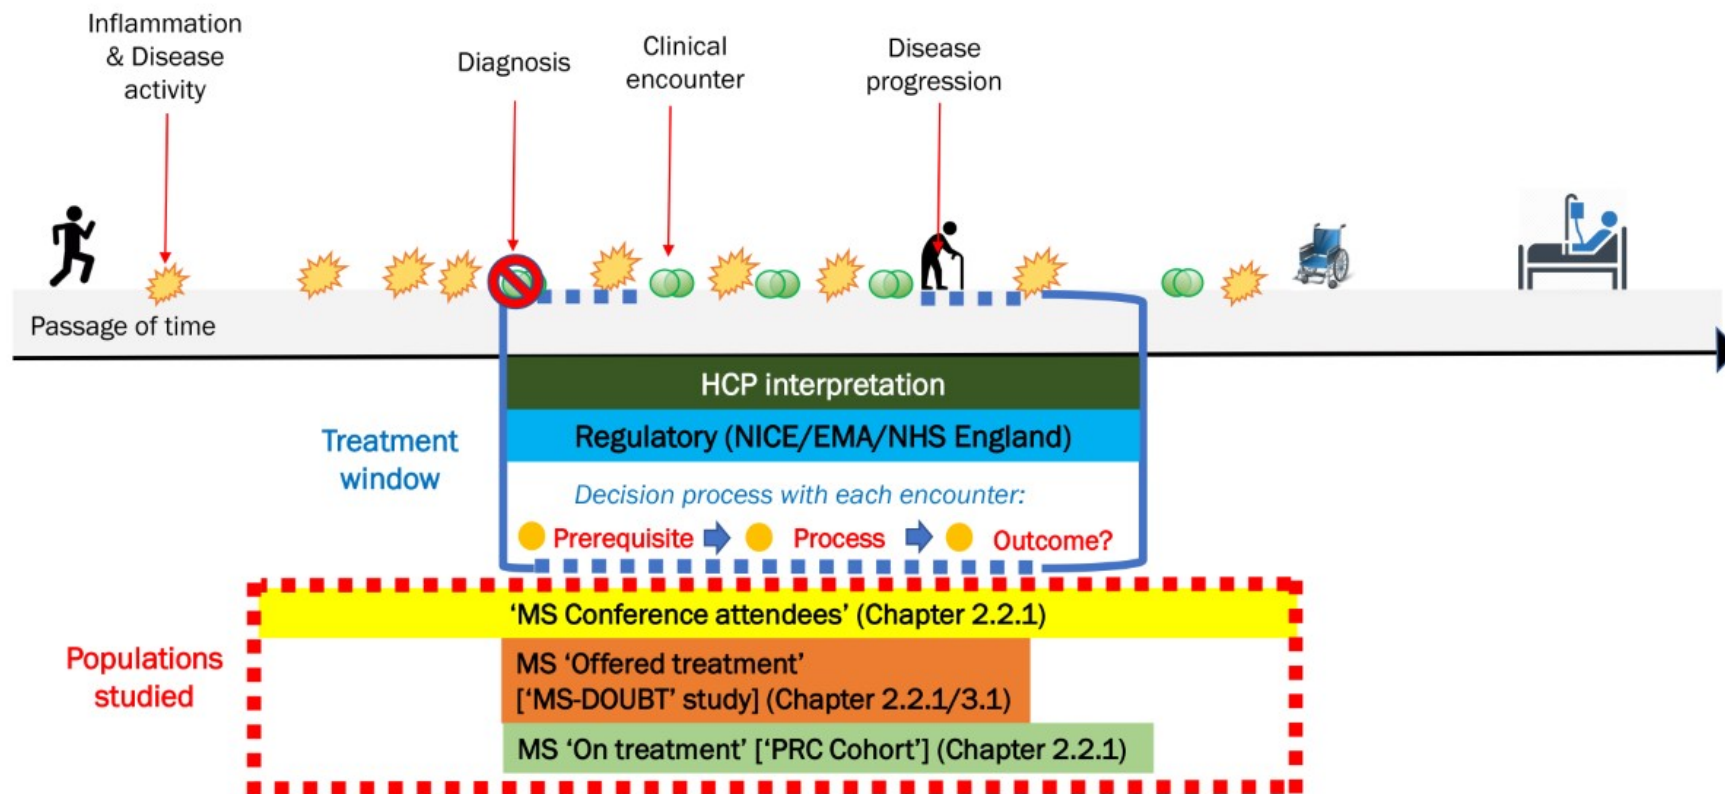 Inflammation
& Disease
activity
Diagnosis
Clinical
encounter
Disease
progression
Passage of time
HCP interpretation
Regulatory (NICE/EMA/NHS England)
Treatment
window
Decision process with each encounter:
Prerequisite
Process
Outcome?
Populations
studied
‘MS Conference attendees’ (Chapter 2.2.1)
MS ‘Offered treatment’
[‘MS-DOUBT’ study] (Chapter 2.2.1/3.1)
MS ‘On treatment’ [‘PRC Cohort’] (Chapter 2.2.1)